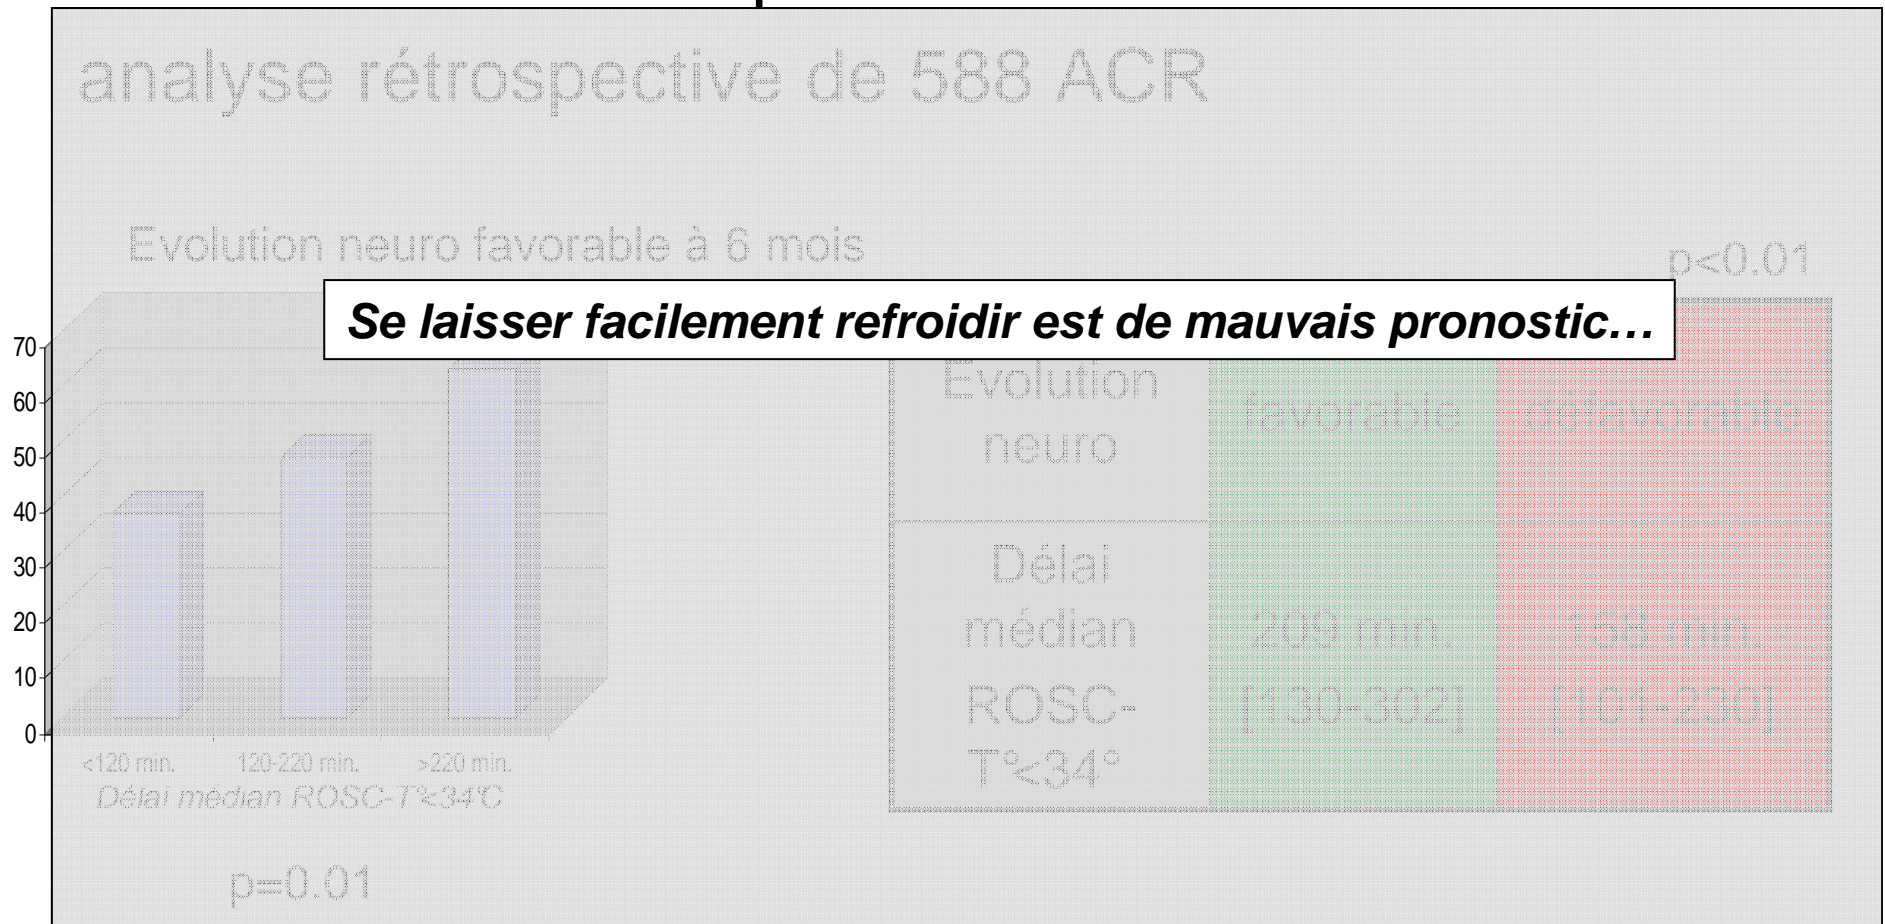 analyse rétrospective de 588 ACR
Evolution neuro favorable à 6 mois
p<0.01
Se laisser facilement refroidir est de mauvais pronostic…
70
60
50
40
30
20
10
0
<120 min.
120-220 min.
>220 min.
Délai médian ROSC-T°<34°C
p=0.01
Evolution
neuro
favorable
défavorable
Délai
médian
ROSC-
T°<34°
209 min.
[130-302]
158 min.
[101-230]